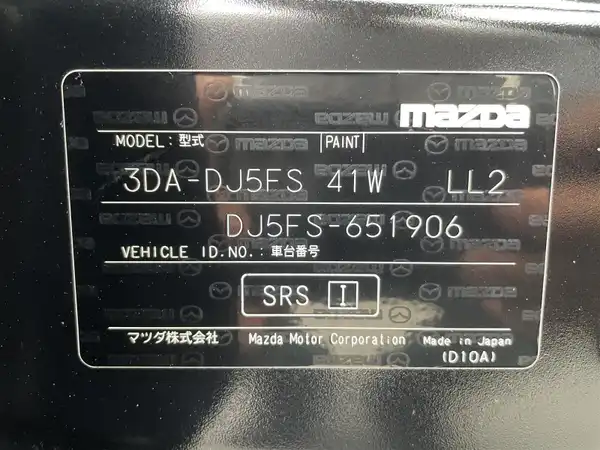 mazda
MODEL: 型式 PAINT
3DA-DJ5FS 41W LL2
DJ5FS-651906
VEHICLE ID.NO.: 車台番号
SRS I
マツダ株式会社 Mazda Motor Corporation Made in Japan
(D10A)